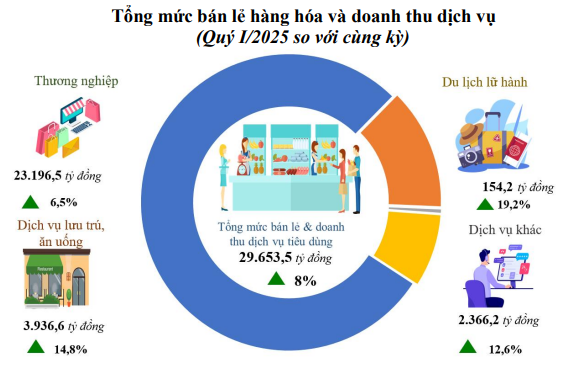 Tổng mức bán lẻ hàng hóa và doanh thu dịch vụ
(Quý I/2025 so với cùng kỳ)
Thương nghiệp
23.196,5 tỷ đồng
6,5%
Dịch vụ lưu trú,
ăn uống
Restaurant
3.936,6 tỷ đồng
14,8%
Tổng mức bán lẻ & doanh
thu dịch vụ tiêu dùng
29.653,5 tỷ đồng
8%
Du lịch lữ hành
154,2 tỷ đồng
19,2%
Dịch vụ khác
2.366,2 tỷ đồng
12,6%